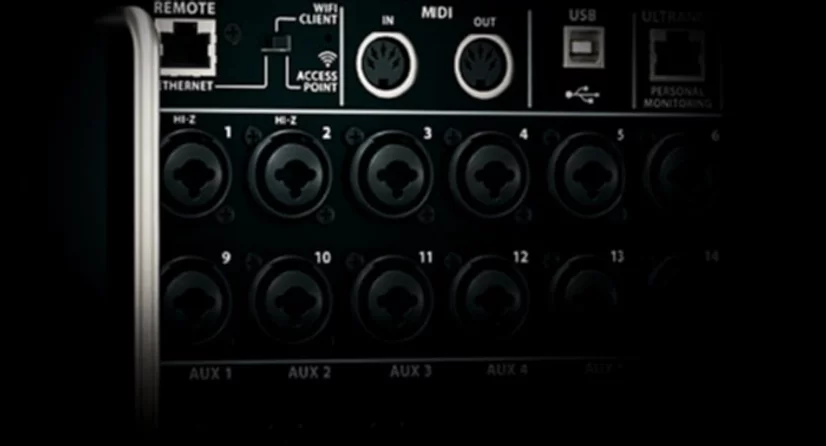 REMOTE
WIFI
CLIENT
ETHERNET
ACCESS
POINT
MIDI
IN
OUT
USB
PERSONAL
MONITORING
HI-Z 1
HI-Z 2
3
4
5
6
9
10
11
12
13
14
AUX 1
AUX 2
AUX 3
AUX 4